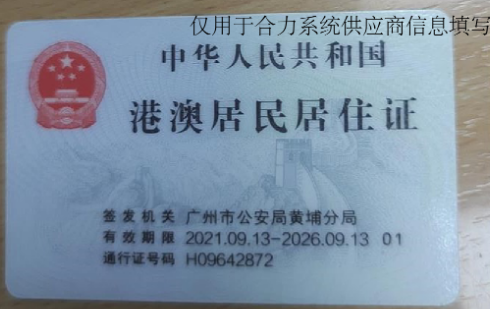 仅用于合力系统供应商信息填写
中华人民共和国
港澳居民居住证
签发机关 广州市公安局黄埔分局
有效期限 2021.09.13-2026.09.13 01
通行证号码 H09642872